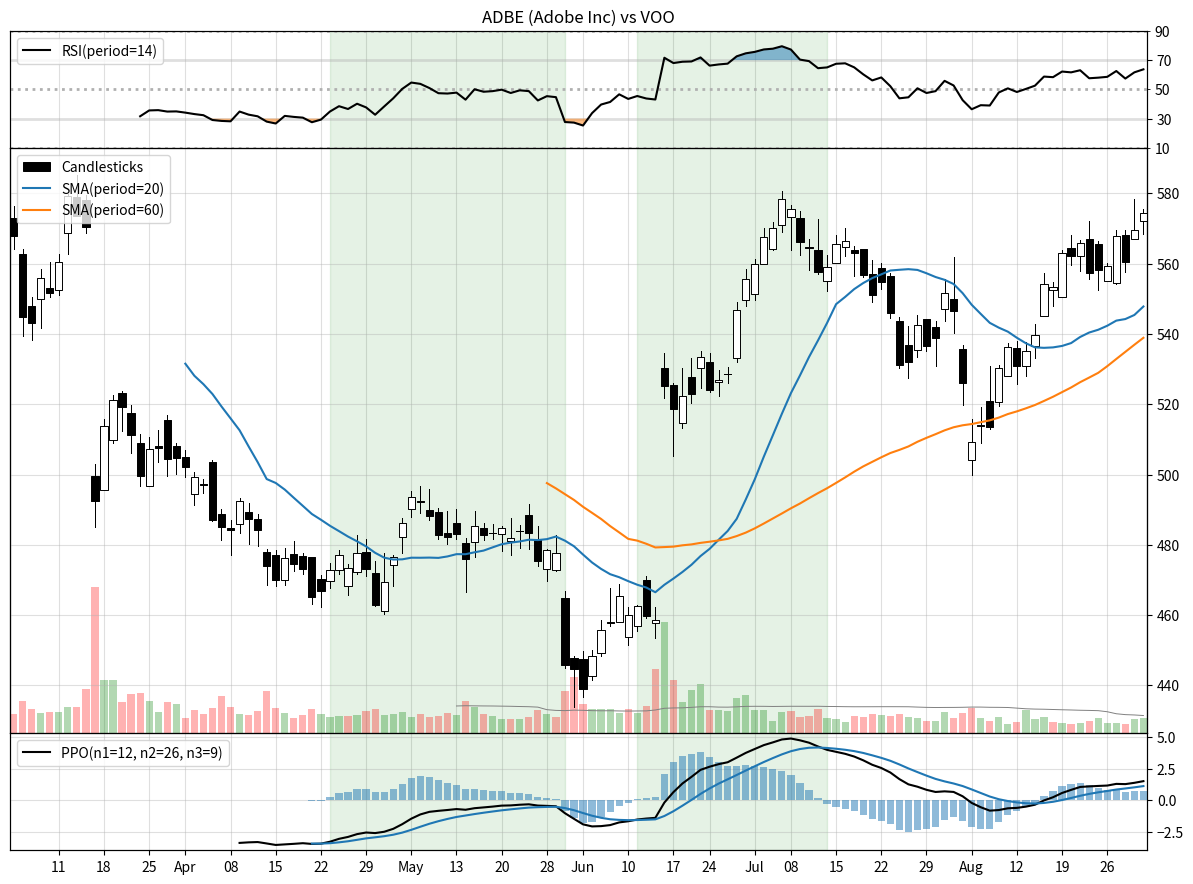 ADBE (Adobe Inc) vs VOO
RSI(period=14)
90
70
50
30
10
Candlesticks
SMA(period=20)
SMA(period=60)
580
560
540
520
500
480
460
440
PPO(n1=12, n2=26, n3=9)
5.0
2.5
0.0
−2.5
11 18 25 Apr 08 15 22 29 May 13 20 28 Jun 10 17 24 Jul 08 15 22 29 Aug 12 19 26